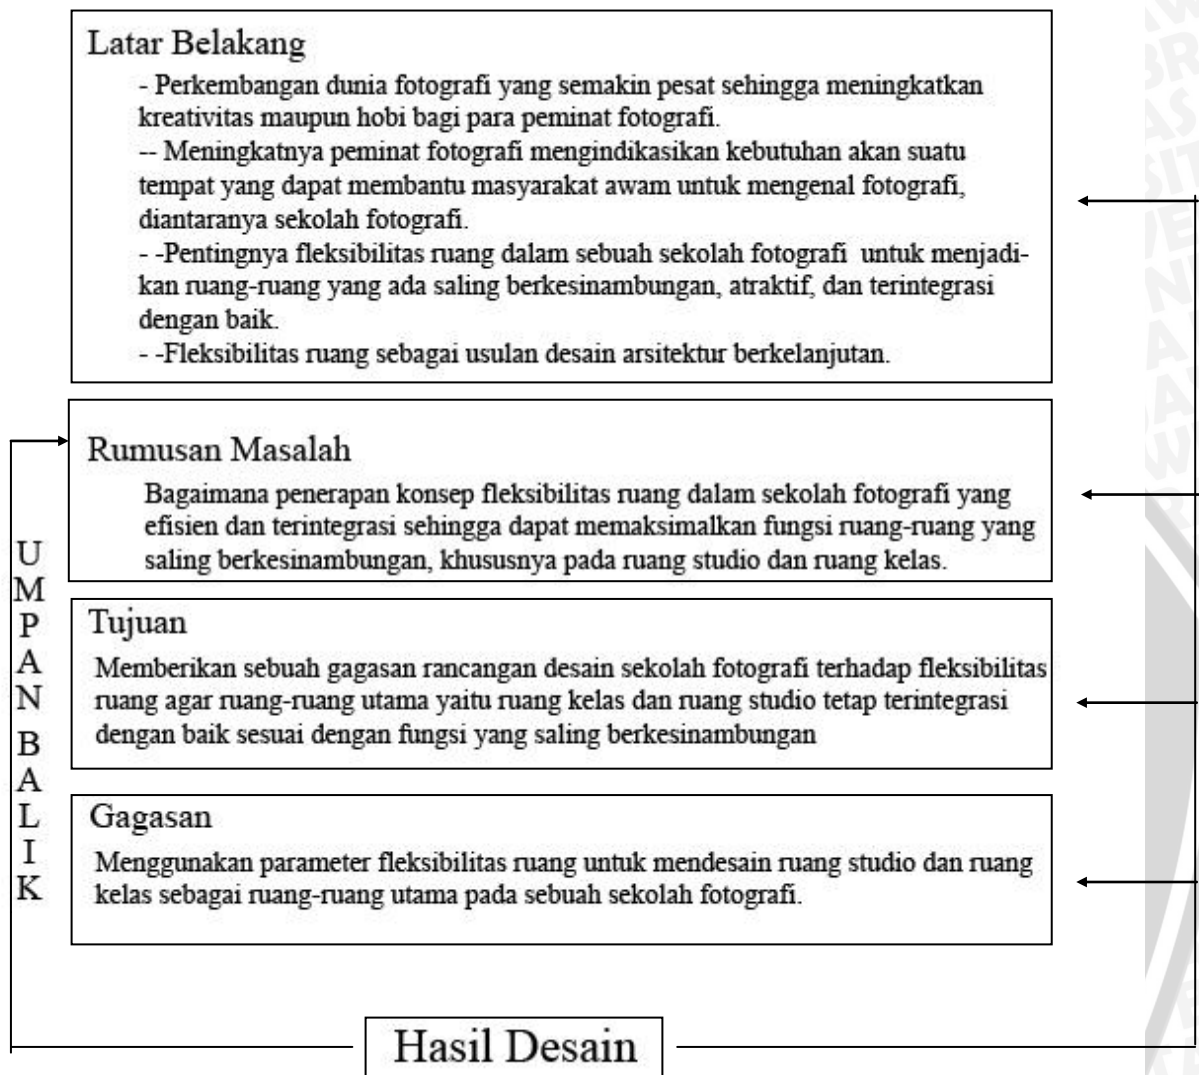 Latar Belakang
- Perkembangan dunia fotografi yang semakin pesat sehingga meningkatkan
kreativitas maupun hobi bagi para peminat fotografi.
-- Meningkatnya peminat fotografi mengindikasikan kebutuhan akan suatu
tempat yang dapat membantu masyarakat awam untuk mengenal fotografi,
diantaranya sekolah fotografi.
- -Pentingnya fleksibilitas ruang dalam sebuah sekolah fotografi  untuk menjadi-
kan ruang-ruang yang ada saling berkesinambungan, atraktif, dan terintegrasi
dengan baik.
- -Fleksibilitas ruang sebagai usulan desain arsitektur berkelanjutan.
Rumusan Masalah
Bagaimana penerapan konsep fleksibilitas ruang dalam sekolah fotografi yang
efisien dan terintegrasi sehingga dapat memaksimalkan fungsi ruang-ruang yang
saling berkesinambungan, khususnya pada ruang studio dan ruang kelas.
UMPAN BALIK
Tujuan
Memberikan sebuah gagasan rancangan desain sekolah fotografi terhadap fleksibilitas
ruang agar ruang-ruang utama yaitu ruang kelas dan ruang studio tetap terintegrasi
dengan baik sesuai dengan fungsi yang saling berkesinambungan
Gagasan
Menggunakan parameter fleksibilitas ruang untuk mendesain ruang studio dan ruang
kelas sebagai ruang-ruang utama pada sebuah sekolah fotografi.
Hasil Desain